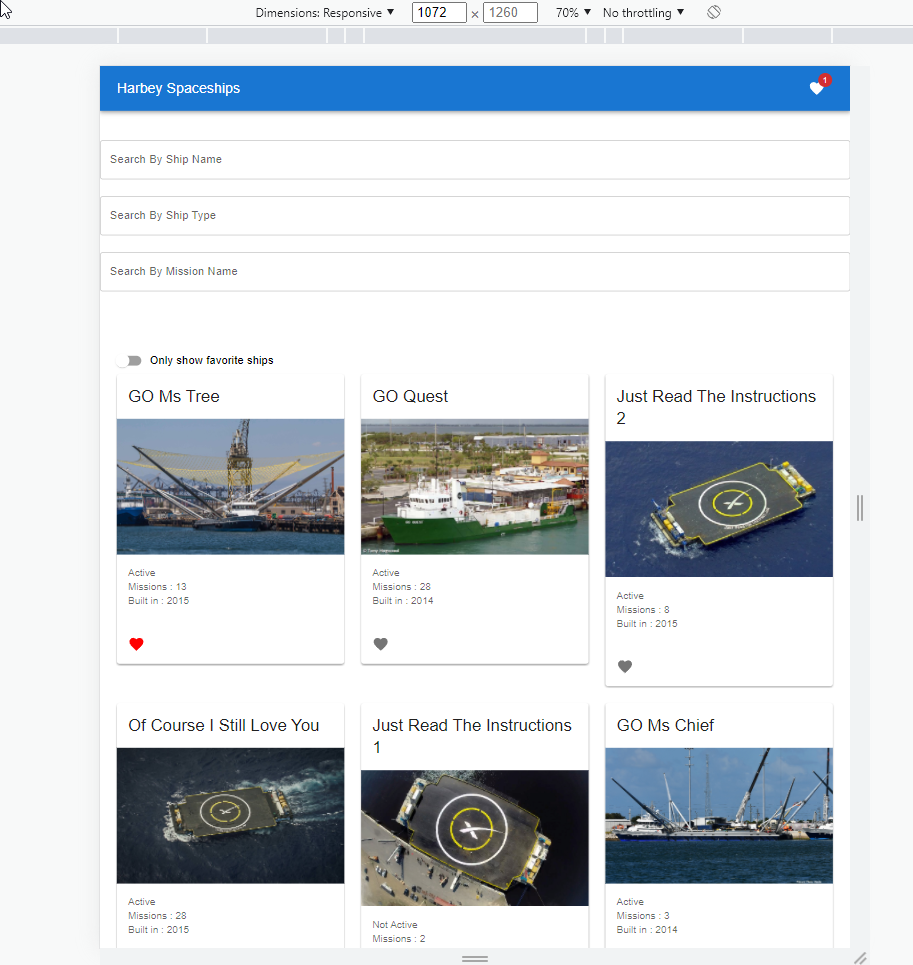 Dimensions: Responsive ▼ 1072 × 1260 70% ▼ No throttling ▼
Harbey Spaceships 1
Search By Ship Name
Search By Ship Type
Search By Mission Name
Only show favorite ships
GO Ms Tree
Active
Missions : 13
Built in : 2015
GO Quest
Active
Missions : 28
Built in : 2014
Just Read The Instructions
2
Active
Missions : 8
Built in : 2015
Of Course I Still Love You
Active
Missions : 28
Built in : 2015
Just Read The Instructions
1
Not Active
Missions : 2
GO Ms Chief
Active
Missions : 3
Built in : 2014